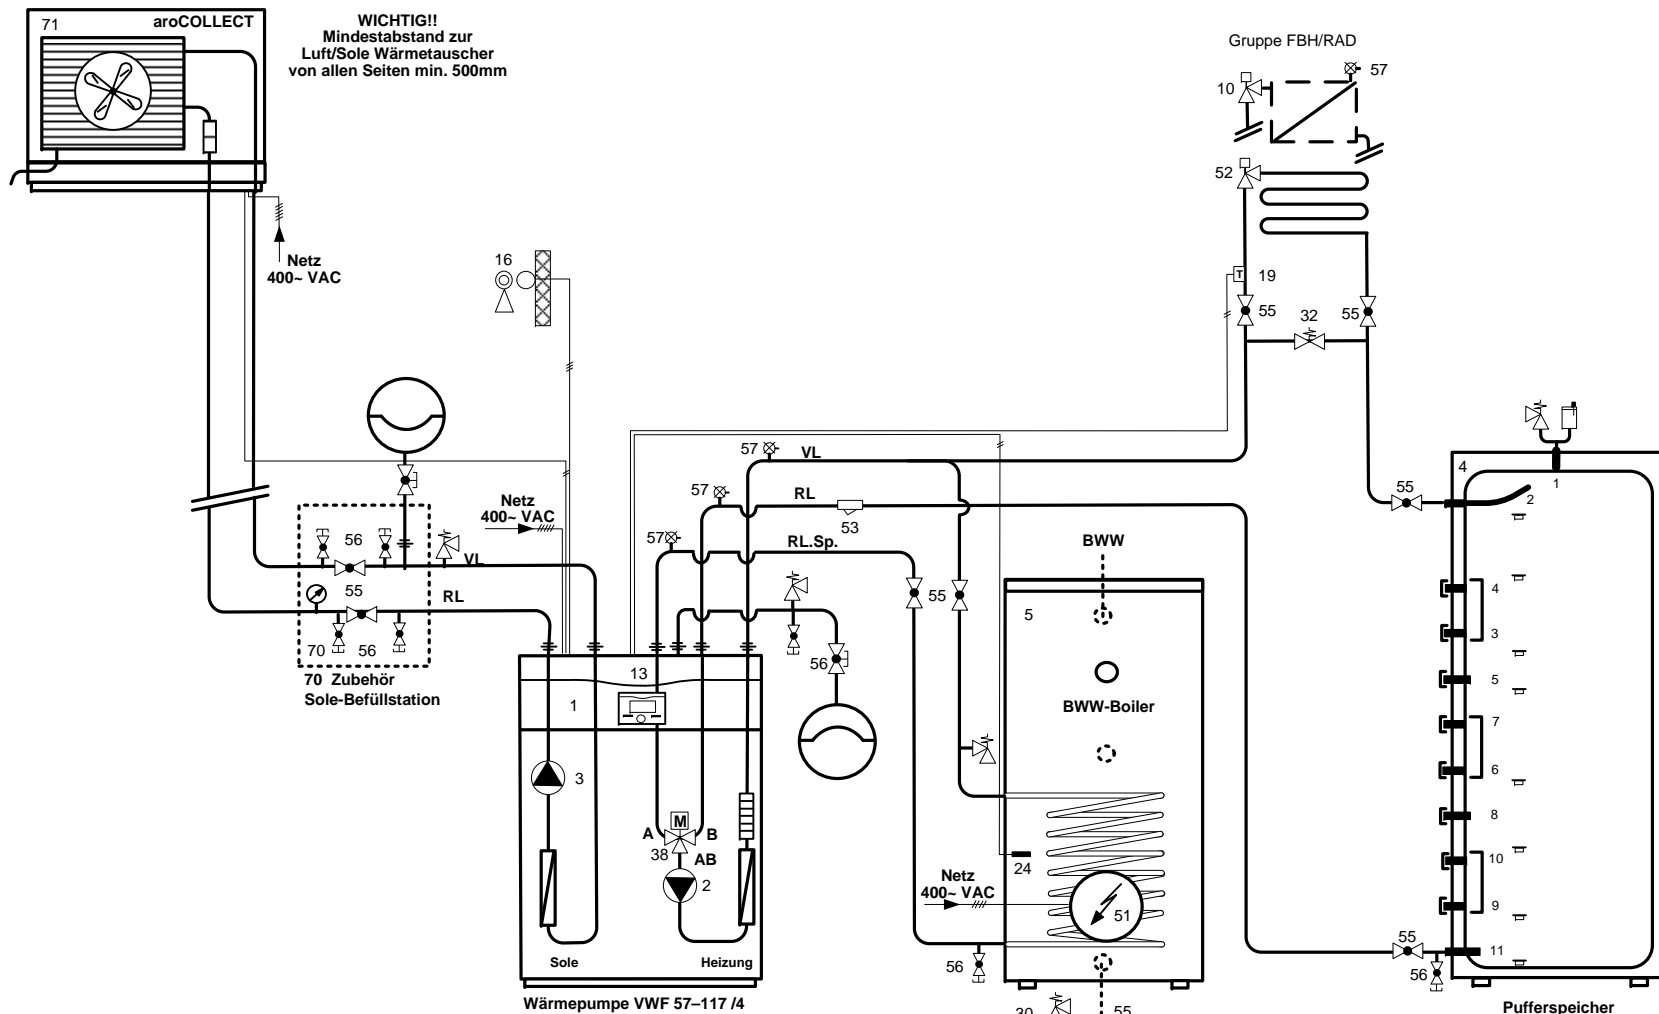 71
aroCOLLECT
WICHTIG!!
Mindestabstand zur
Luft/Sole Wärmetauscher
von allen Seiten min. 500mm
Gruppe FBH/RAD
57
10
52
Netz
400~ VAC
16
19
55
32
55
57
VL
4
1
2
57
RL
53
55
Netz
400~ VAC
57
RL.Sp.
BWW
56
VL
55
RL
55
5
4
3
70
56
70 Zubehör
Sole-Befüllstation
13
56
1
BWW-Boiler
5
7
6
3
M
A
B
38
AB
2
8
24
10
Netz
400~ VAC
51
9
Sole
Heizung
56
55
11
56
Wärmepumpe VWF 57–117 /4
30
55
Pufferspeicher
T